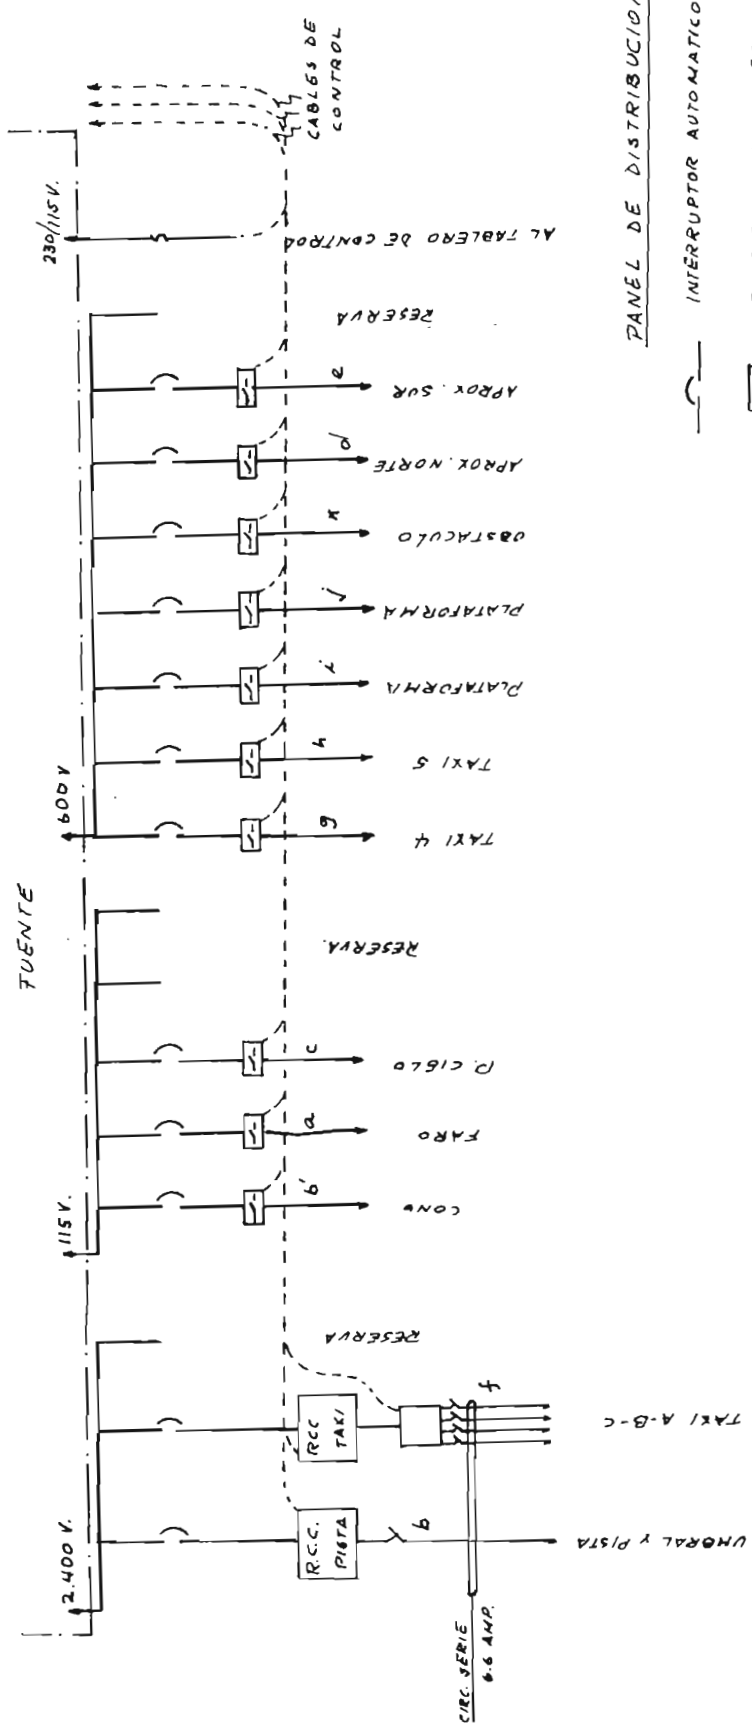 FUENTE
2.400 V.
115 V.
600 V
230/115 V.
R.C.C.
PISTA
RCC
TAXI
b
f
b
a
c
g
h
i
j
k
d
e
CIRC. SERIE
6.6 AMP.
UMBRAL Y PISTA
TAXI A-B-C
RESERVA
CONO
FARO
P. CIELO
RESERVA.
TAXI 4
TAXI 5
PLATAFORMA
PLATAFORMA
OBSTACULO
APROX. NORTE
APROX. SUR
RESERVA
AL TABLERO DE CONTROL
CABLES DE
CONTROL
PANEL DE DISTRIBUCION
INTERRUPTOR AUTOMATICO